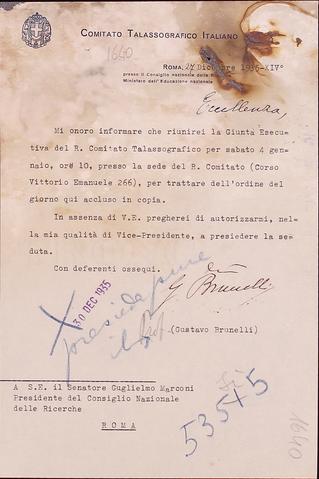 COMITATO TALASSOGRAFICO ITALIANO
1640
ROMA, 27 Dicembre 1935-XIV°
presso il Consiglio nazionale delle
Ministero dell'Educazione nazionale
Eccellenza,
Mi onoro informare che riunirei la Giunta Esecu-
tiva del R. Comitato Talassografico per sabato 4 gen-
naio, ore 10, presso la sede del R. Comitato (Corso
Vittorio Emanuele 266), per trattare dell'ordine del
giorno qui accluso in copia.
In assenza di V.E. pregherei di autorizzarmi, nel-
la mia qualità di Vice-Presidente, a presiedere la se-
duta.
Con deferenti ossequi.
G. Brunelli
30 DEC 1935
presieda pure
il Prof.
(Gustavo Brunelli)
A S.E. il Senatore Guglielmo Marconi
Presidente del Consiglio Nazionale
delle Ricerche
ROMA
Si
53545
1640